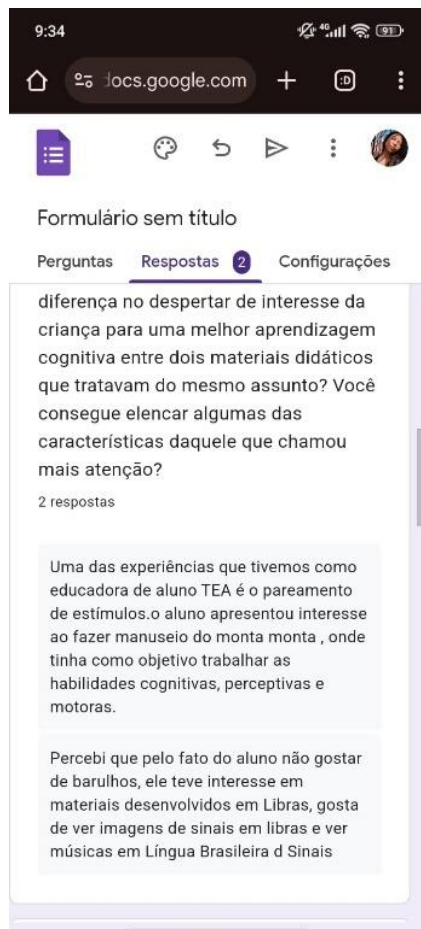 9:34
4G
91
docs.google.com
:D
Formulário sem título
Perguntas Respostas 2 Configurações
diferença no despertar de interesse da
criança para uma melhor aprendizagem
cognitiva entre dois materiais didáticos
que tratavam do mesmo assunto? Você
consegue elencar algumas das
características daquele que chamou
mais atenção?
2 respostas
Uma das experiências que tivemos como
educadora de aluno TEA é o pareamento
de estímulos.o aluno apresentou interesse
ao fazer manuseio do monta monta , onde
tinha como objetivo trabalhar as
habilidades cognitivas, perceptivas e
motoras.
Percebi que pelo fato do aluno não gostar
de barulhos, ele teve interesse em
materiais desenvolvidos em Libras, gosta
de ver imagens de sinais em libras e ver
músicas em Língua Brasileira d Sinais